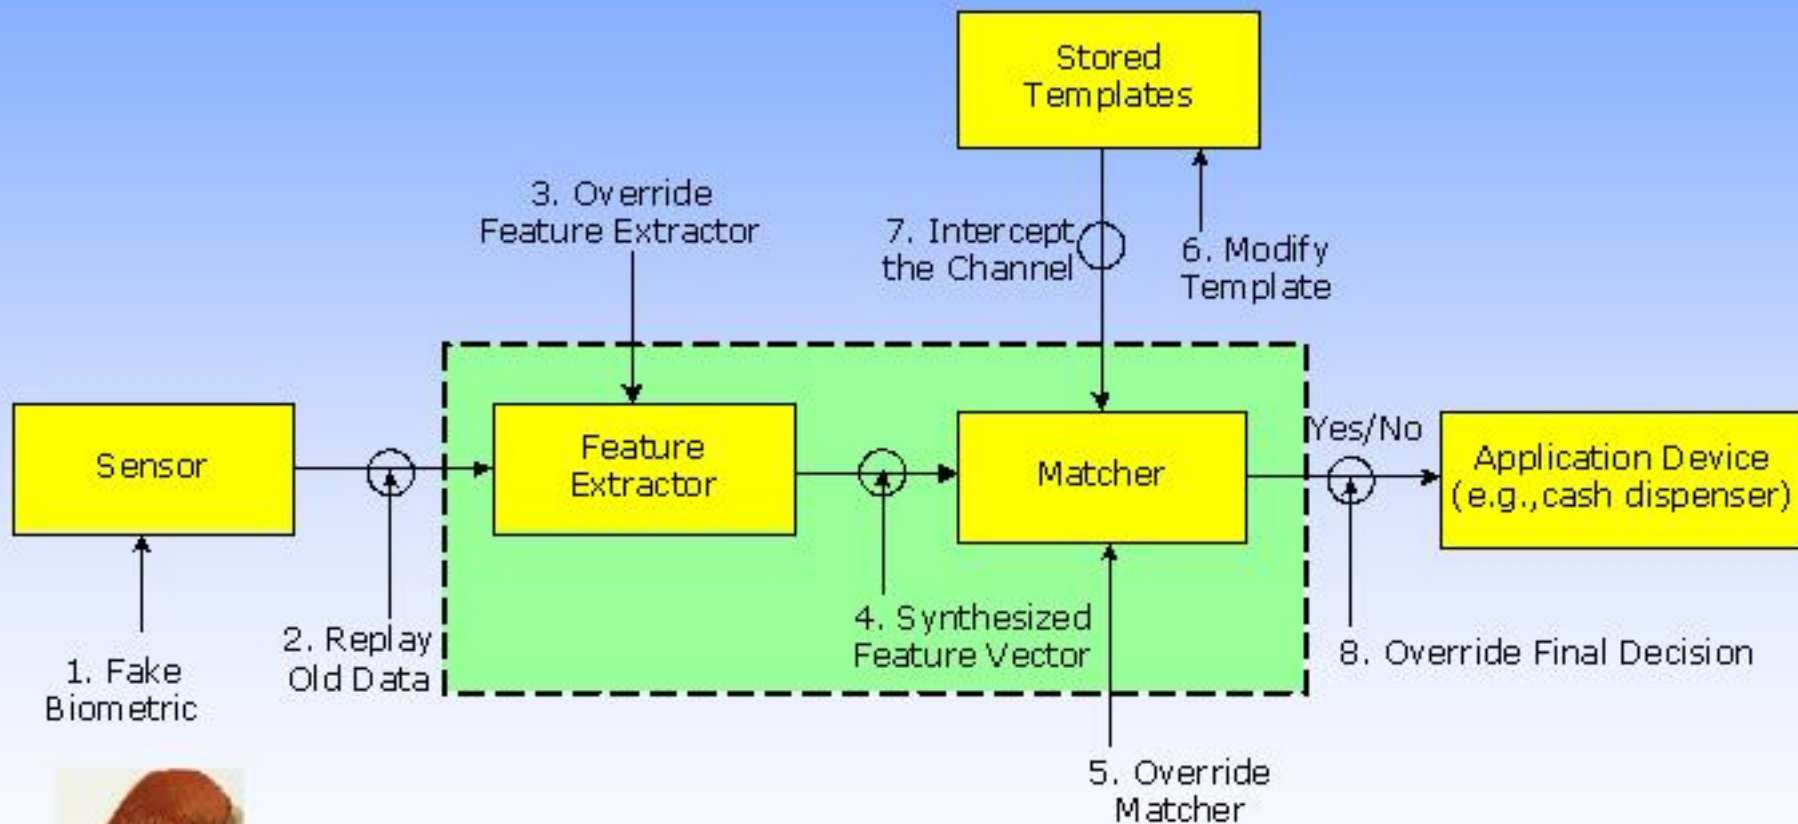 Stored
Templates
3. Override
Feature Extractor
7. Intercept
the Channel
6. Modify
Template
Sensor
Feature
Extractor
Matcher
Yes/No
Application Device
(e.g.,cash dispenser)
1. Fake
Biometric
2. Replay
Old Data
4. Synthesized
Feature Vector
8. Override Final Decision
5. Override
Matcher